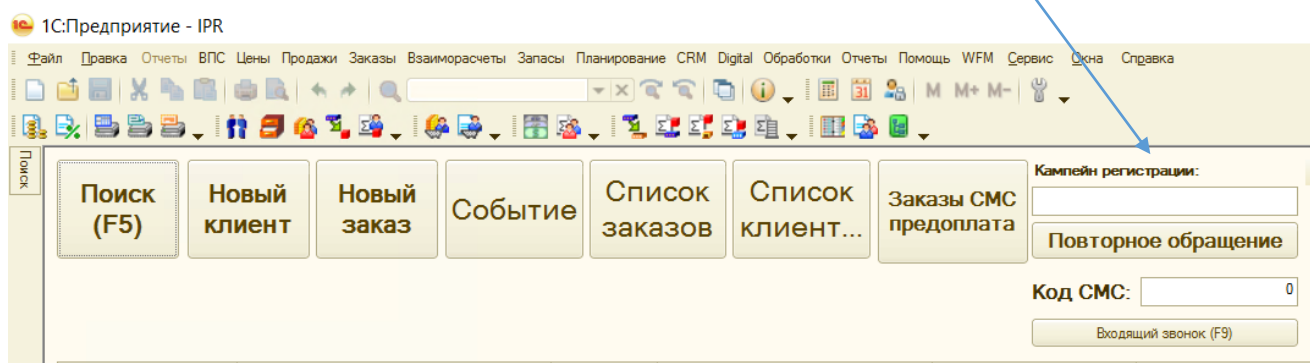 1С:Предприятие - IPR
Файл Правка Отчеты ВПС Цены Продажи Заказы Взаиморасчеты Запасы Планирование CRM Digital Обработки Отчеты Помощь WFM Сервис Окна Справка
31 M M+ M-
Поиск
Поиск (F5)
Новый клиент
Новый заказ
Событие
Список заказов
Список клиент...
Заказы СМС предоплата
Кампейн регистрации:
Повторное обращение
Код СМС: 0
Входящий звонок (F9)